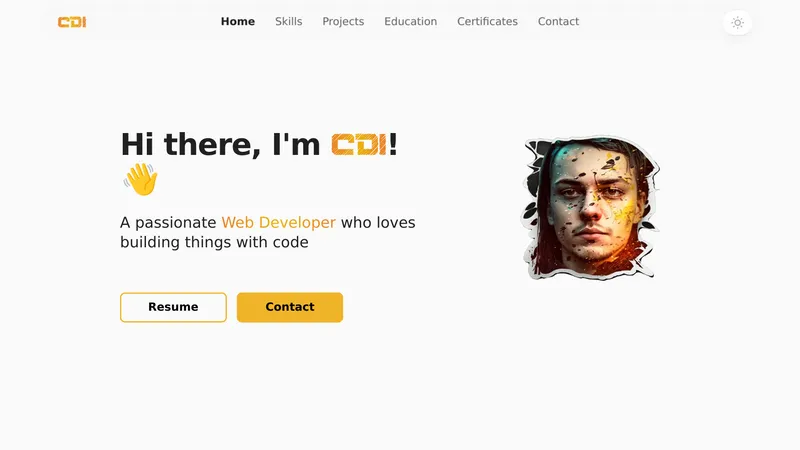 CDI
Home Skills Projects Education Certificates Contact
Hi there, I'm CDI!
👋
A passionate Web Developer who loves
building things with code
Resume Contact